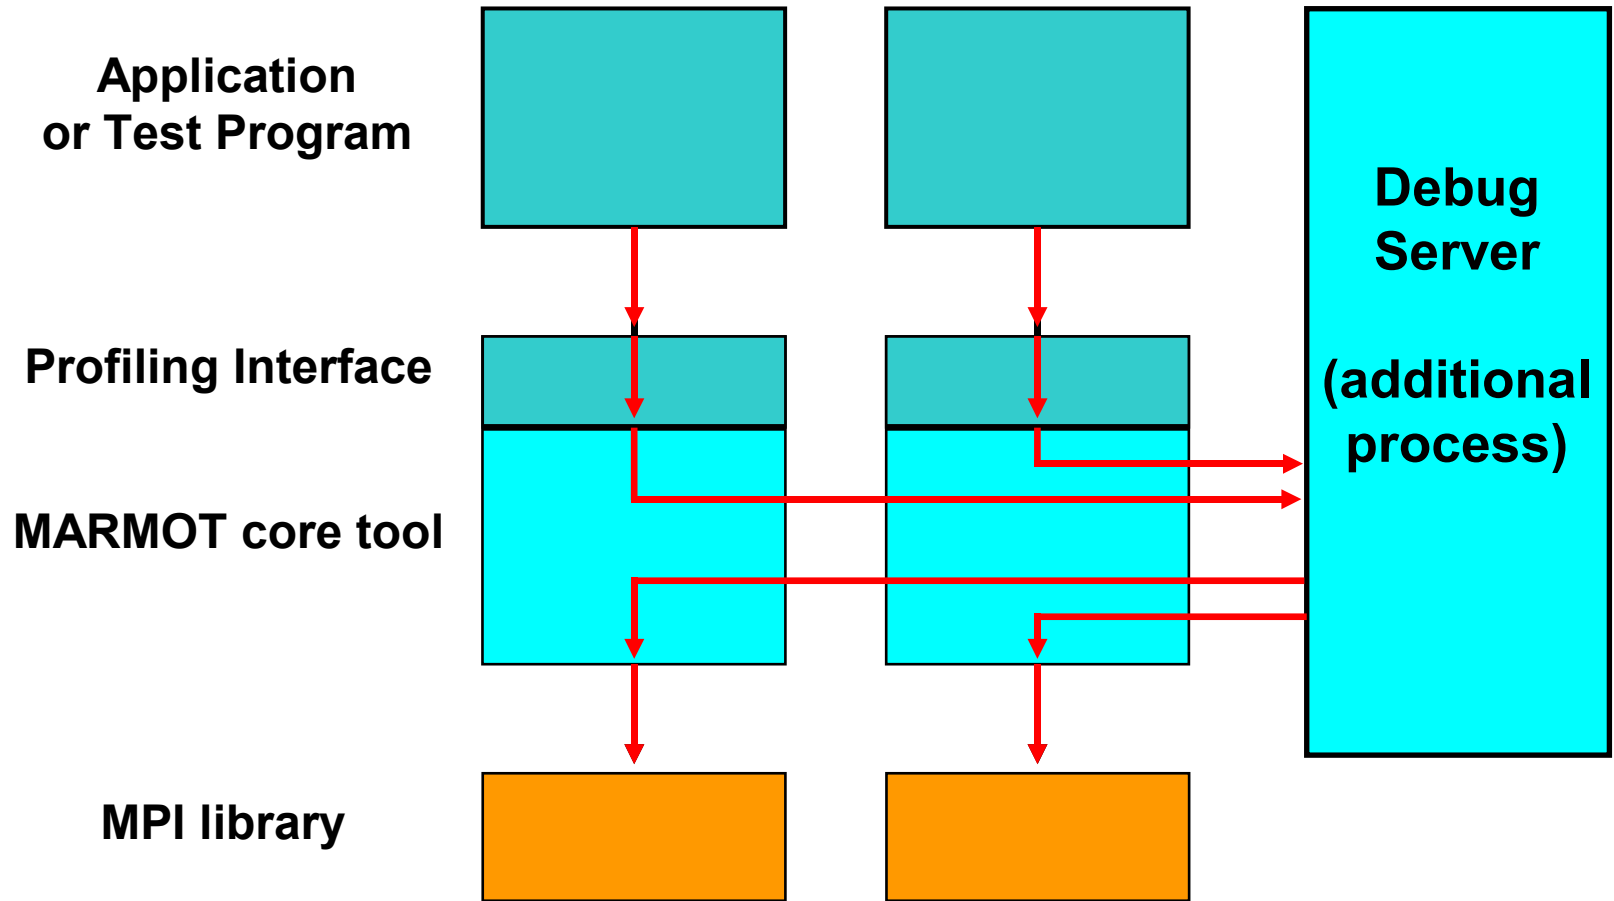 Application
or Test Program
Profiling Interface
MARMOT core tool
MPI library
Debug
Server
(additional
process)